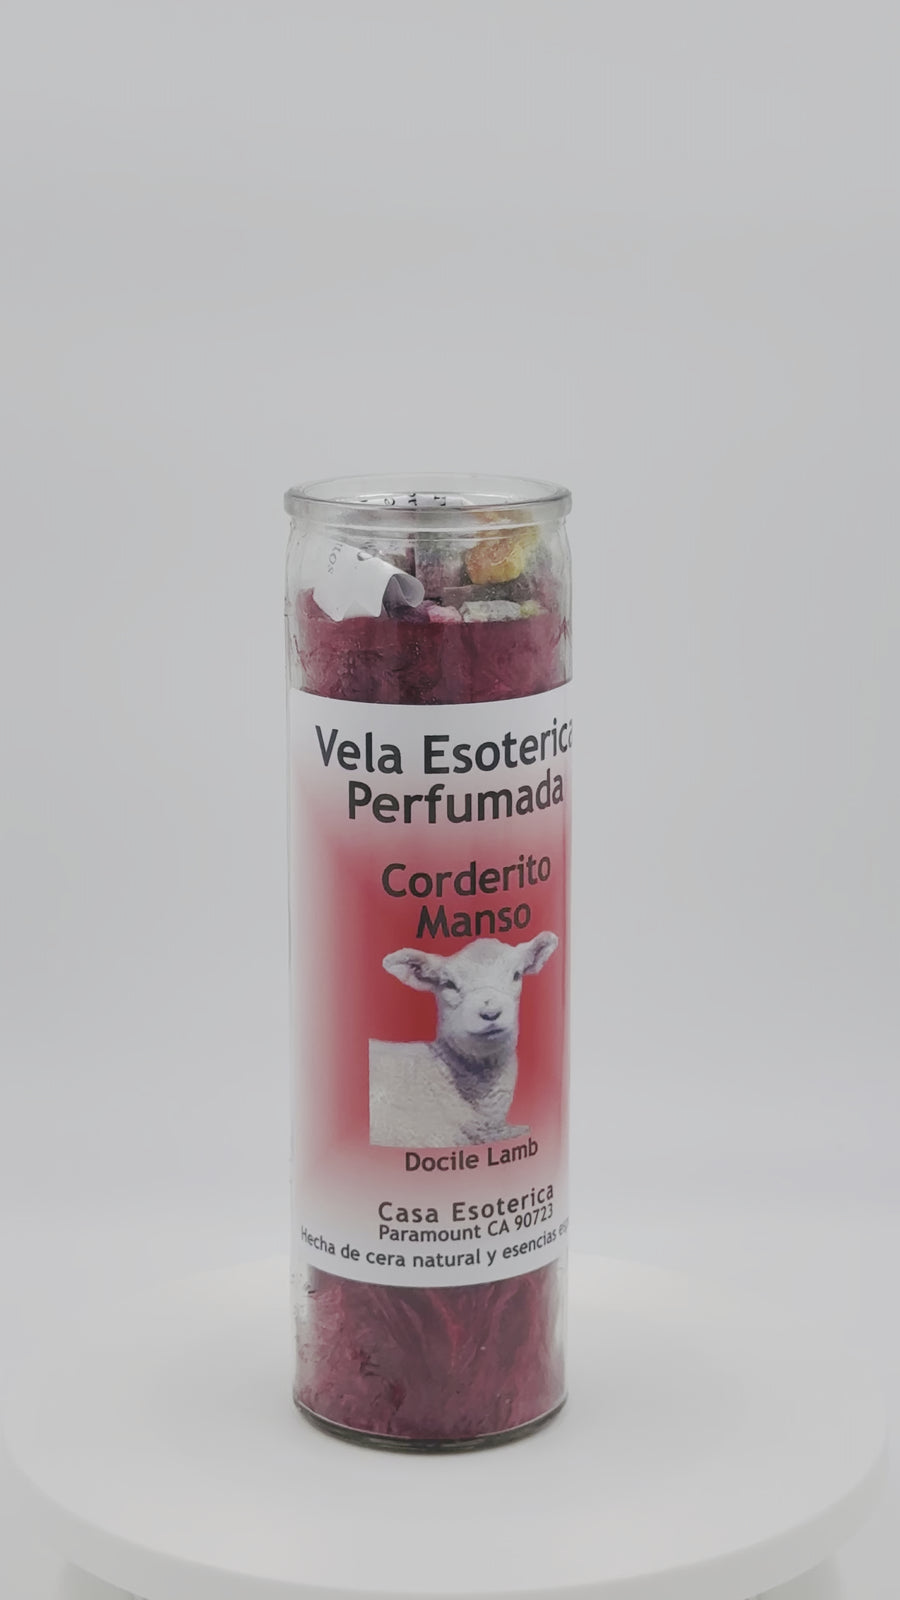 Vela Esoterica
Perfumada
Corderito
Manso
Docile Lamb
Casa Esoterica
Paramount CA 90723
Hecha de cera natural y esencias